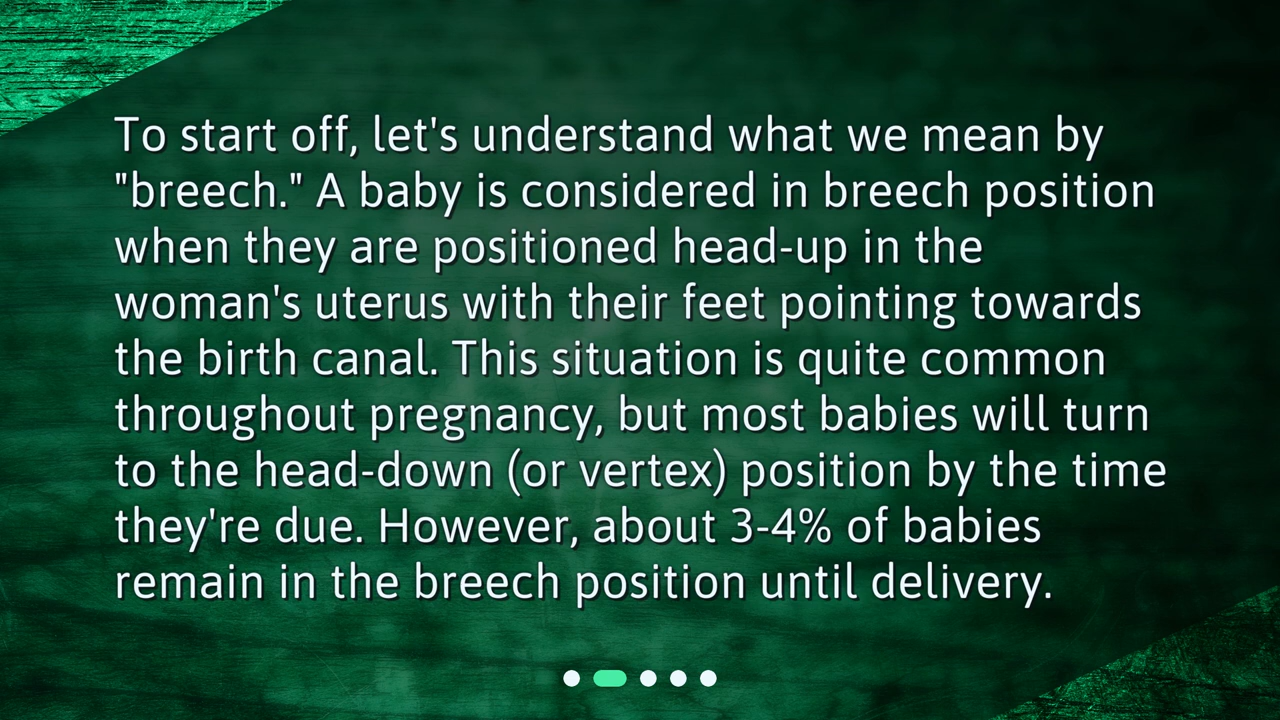 To start off, let's understand what we mean by
"breech." A baby is considered in breech position
when they are positioned head-up in the
woman's uterus with their feet pointing towards
the birth canal. This situation is quite common
throughout pregnancy, but most babies will turn
to the head-down (or vertex) position by the time
they're due. However, about 3-4% of babies
remain in the breech position until delivery.